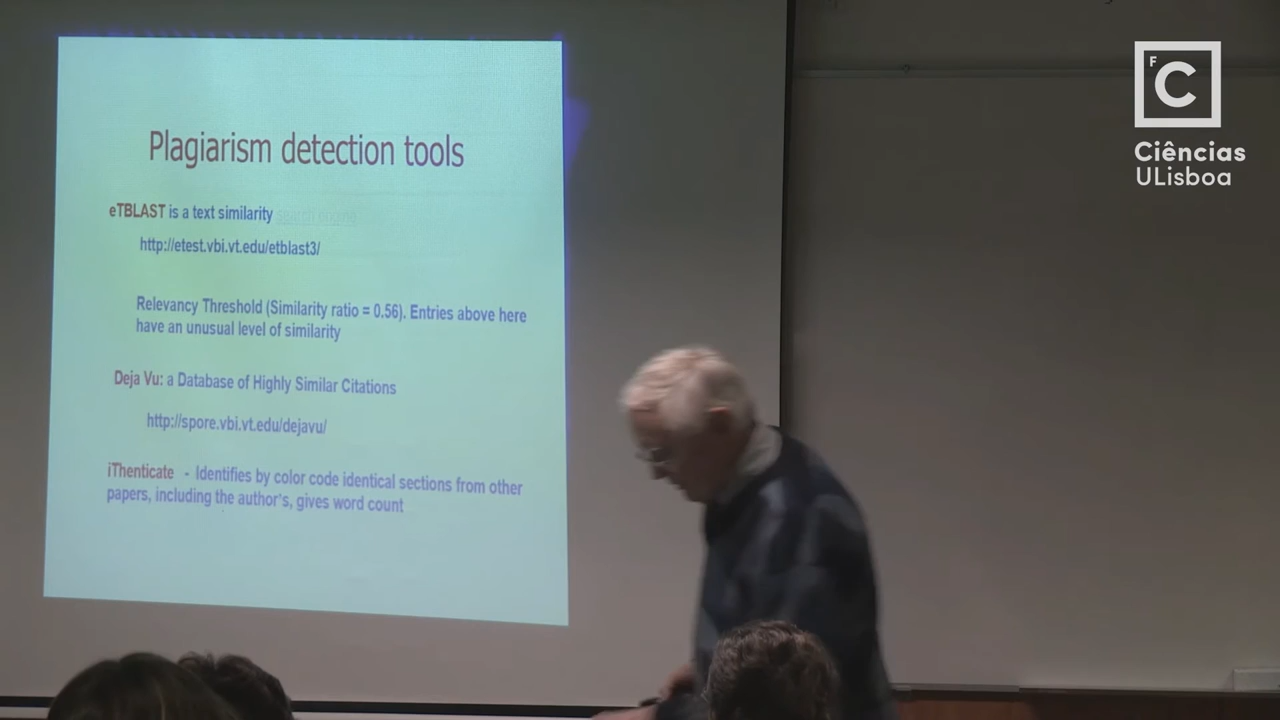 Plagiarism detection tools
eTBLAST is a text similarity search engine
http://etest.vbi.vt.edu/etblast3/
Relevancy Threshold (Similarity ratio = 0.56). Entries above here
have an unusual level of similarity
Deja Vu: a Database of Highly Similar Citations
http://spore.vbi.vt.edu/dejavu/
iThenticate - Identifies by color code identical sections from other
papers, including the author's, gives word count
F
C
Ciências
ULisboa